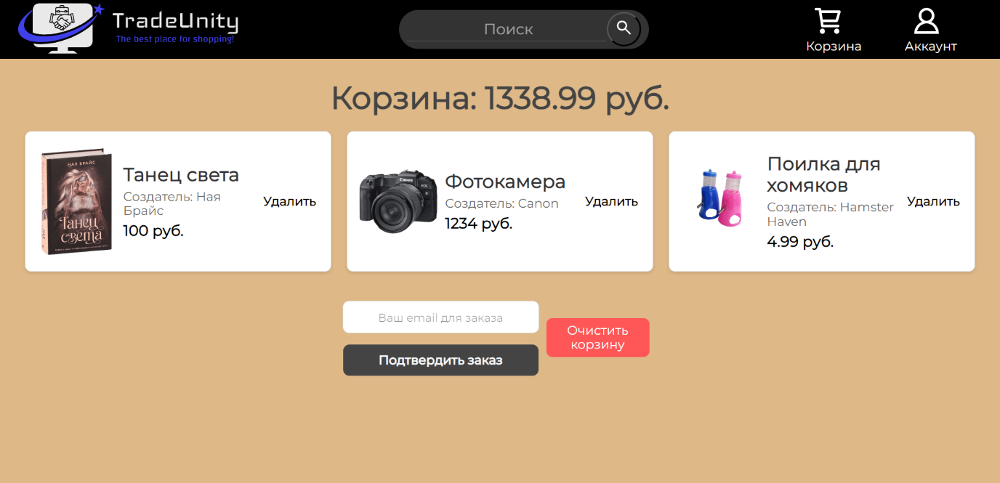 TradeUnity
The best place for shopping!
Поиск
Корзина
Аккаунт
Корзина: 1338.99 руб.
НАЯ БРАЙС
Танец
света
Танец света
Создатель: Ная
Брайс
100 руб.
Удалить
Canon
Фотокамера
Создатель: Canon
1234 руб.
Удалить
Поилка для
хомяков
Создатель: Hamster
Haven
4.99 руб.
Удалить
Ваш email для заказа
Подтвердить заказ
Очистить
корзину